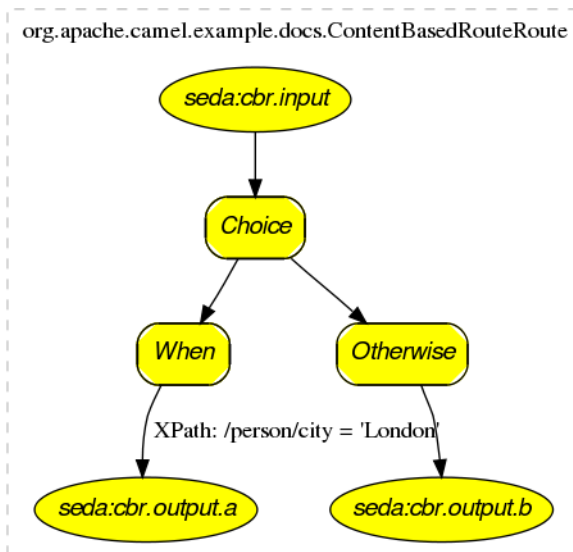 org.apache.camel.example.docs.ContentBasedRouteRoute
seda:cbr.input
Choice
When
Otherwise
XPath: /person/city = 'London'
seda:cbr.output.a
seda:cbr.output.b